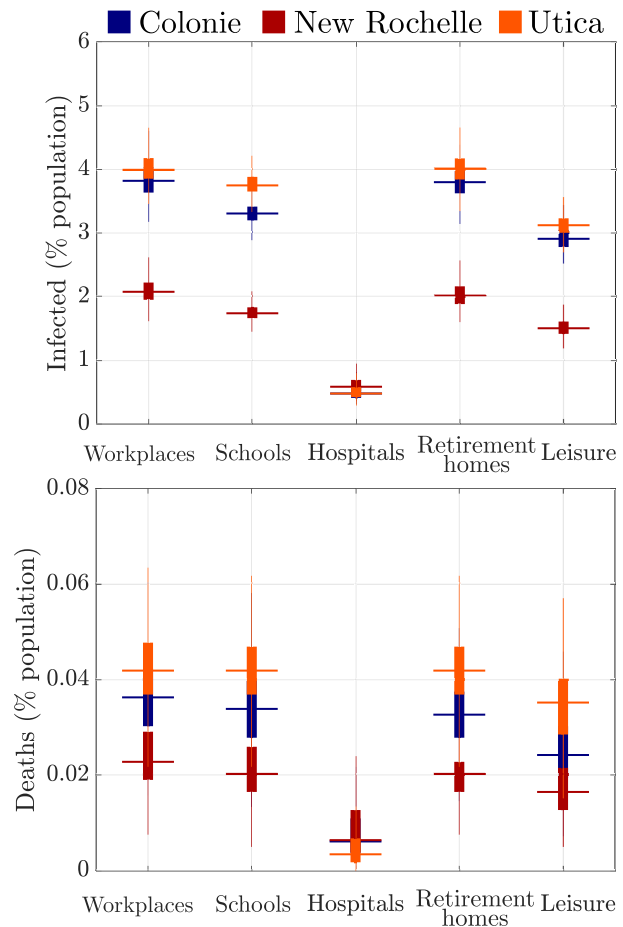 Colonie New Rochelle Utica
Infected (% population)
6
5
4
3
2
1
0
Workplaces Schools Hospitals Retirement homes Leisure
Deaths (% population)
0.08
0.06
0.04
0.02
0
Workplaces Schools Hospitals Retirement homes Leisure